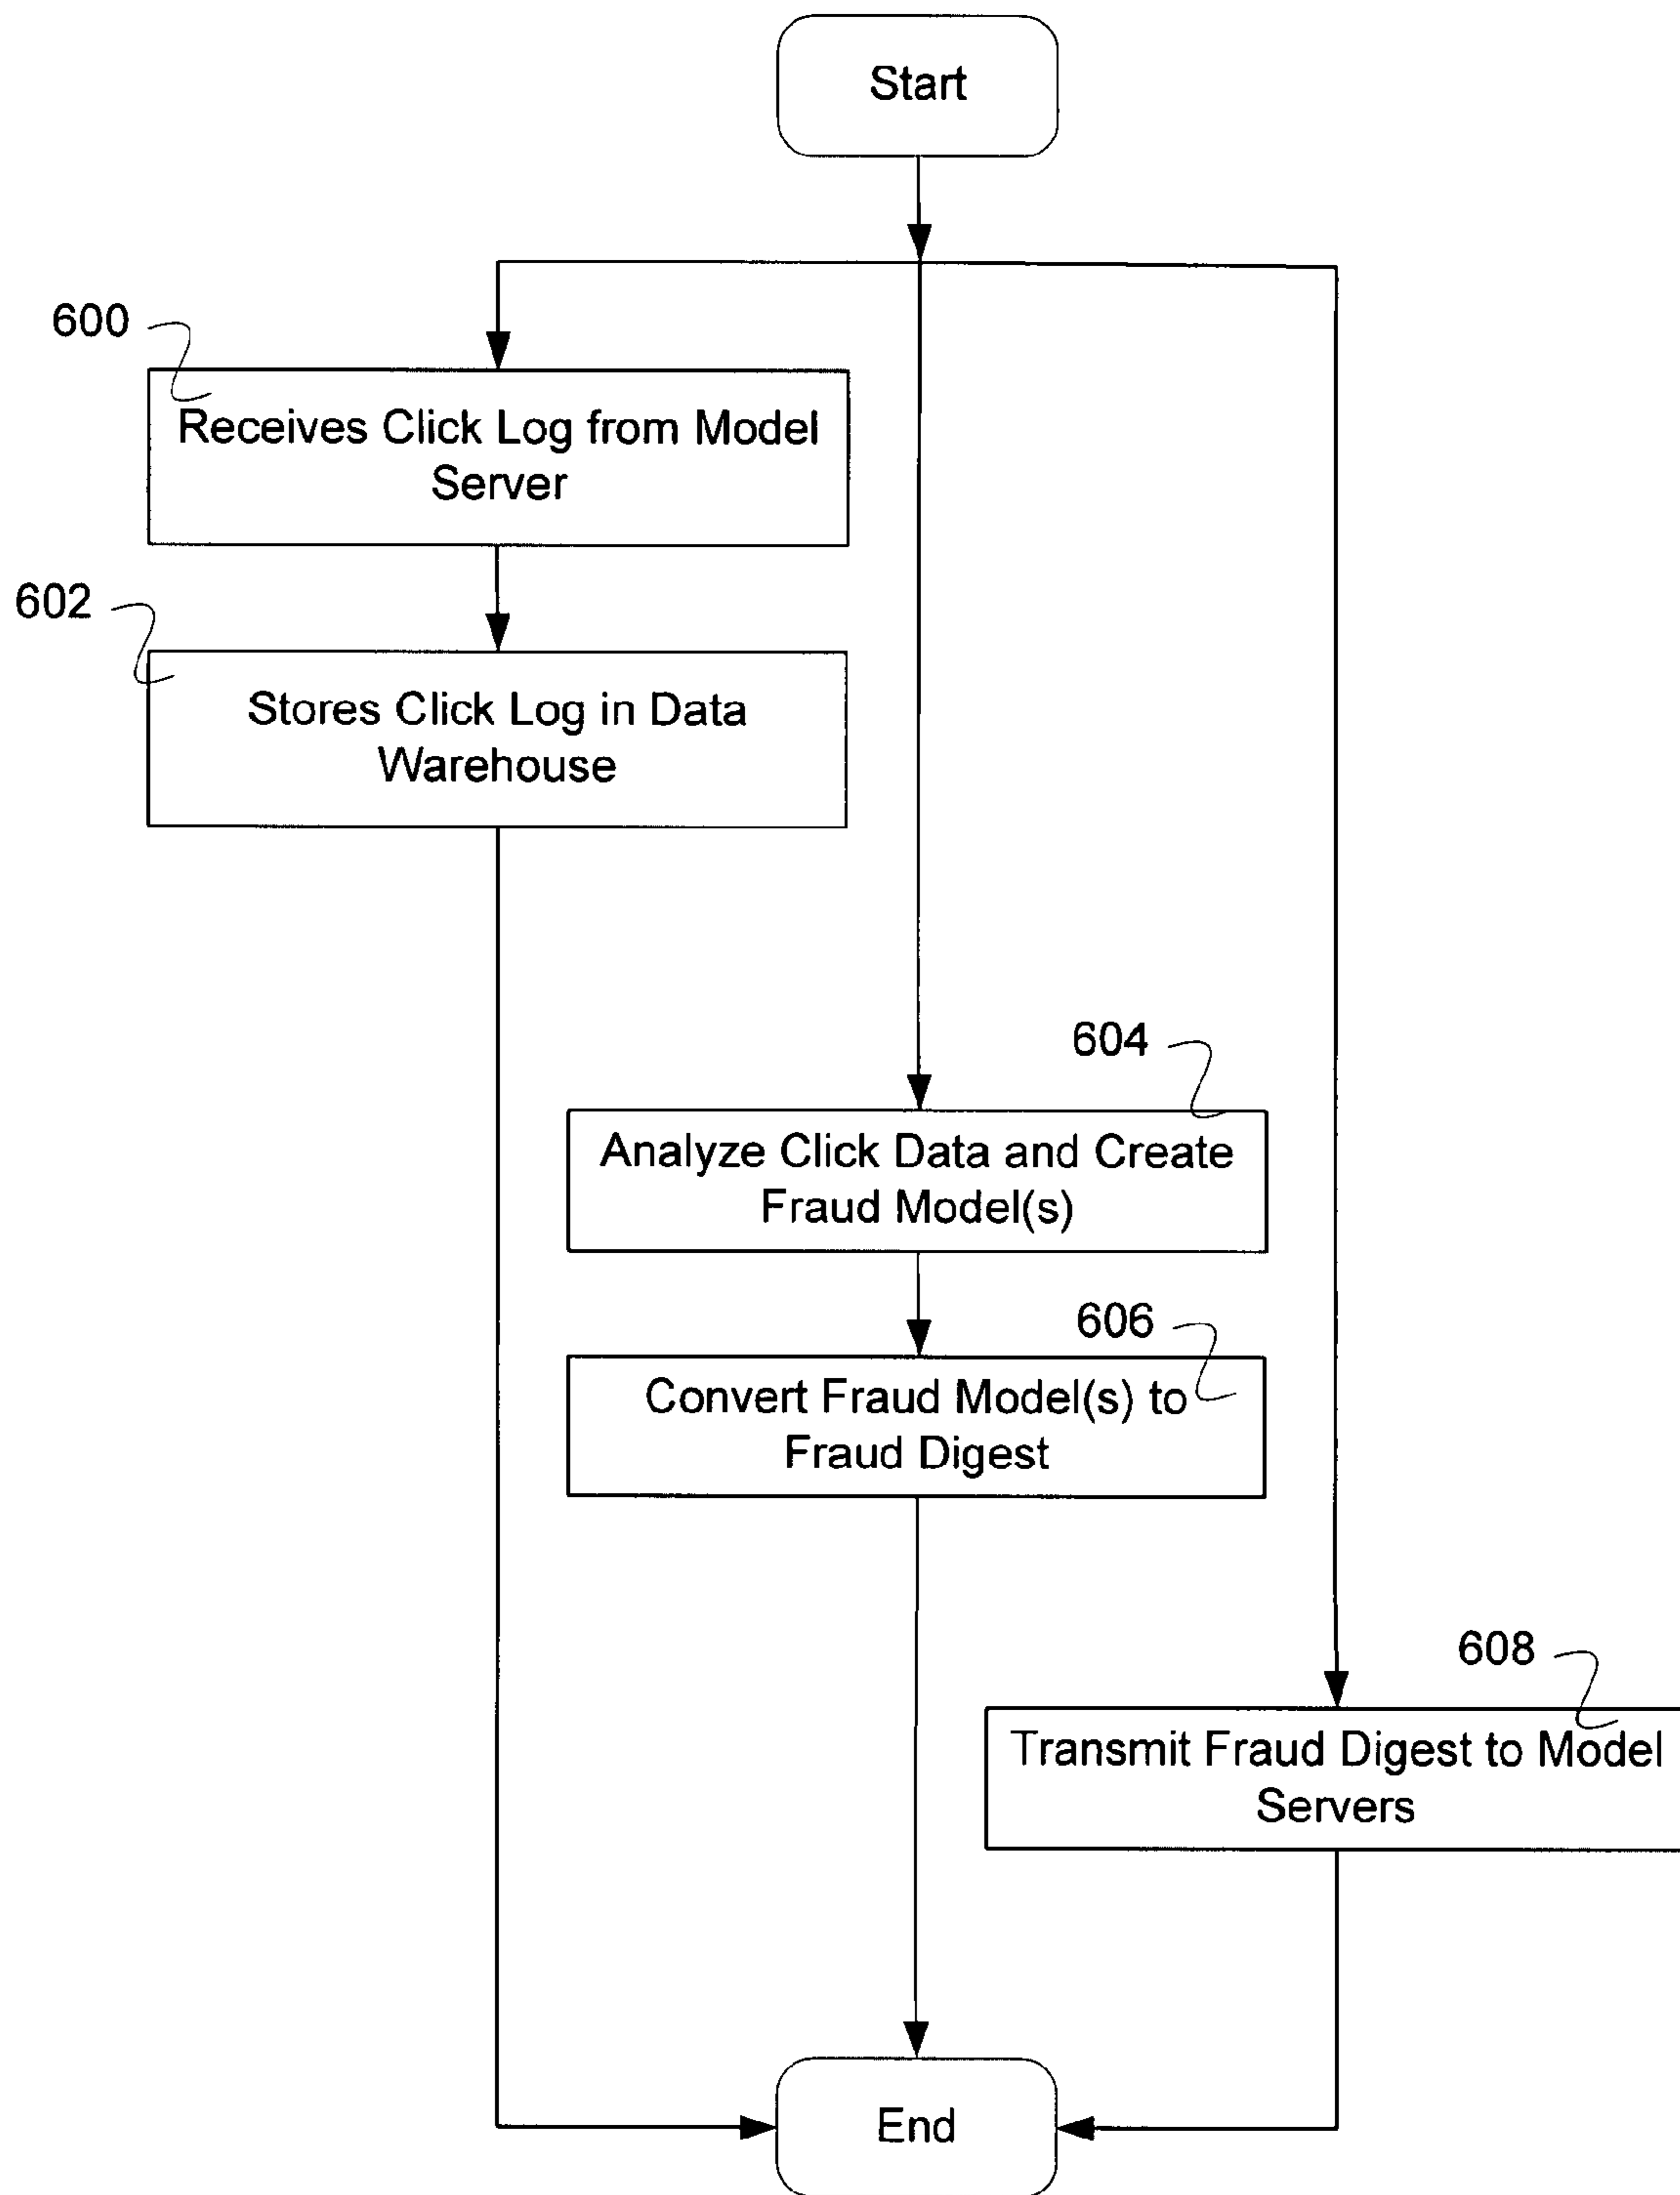 Start
600
Receives Click Log from Model
Server
602
Stores Click Log in Data
Warehouse
604
Analyze Click Data and Create
Fraud Model(s)
606
Convert Fraud Model(s) to
Fraud Digest
608
Transmit Fraud Digest to Model
Servers
End